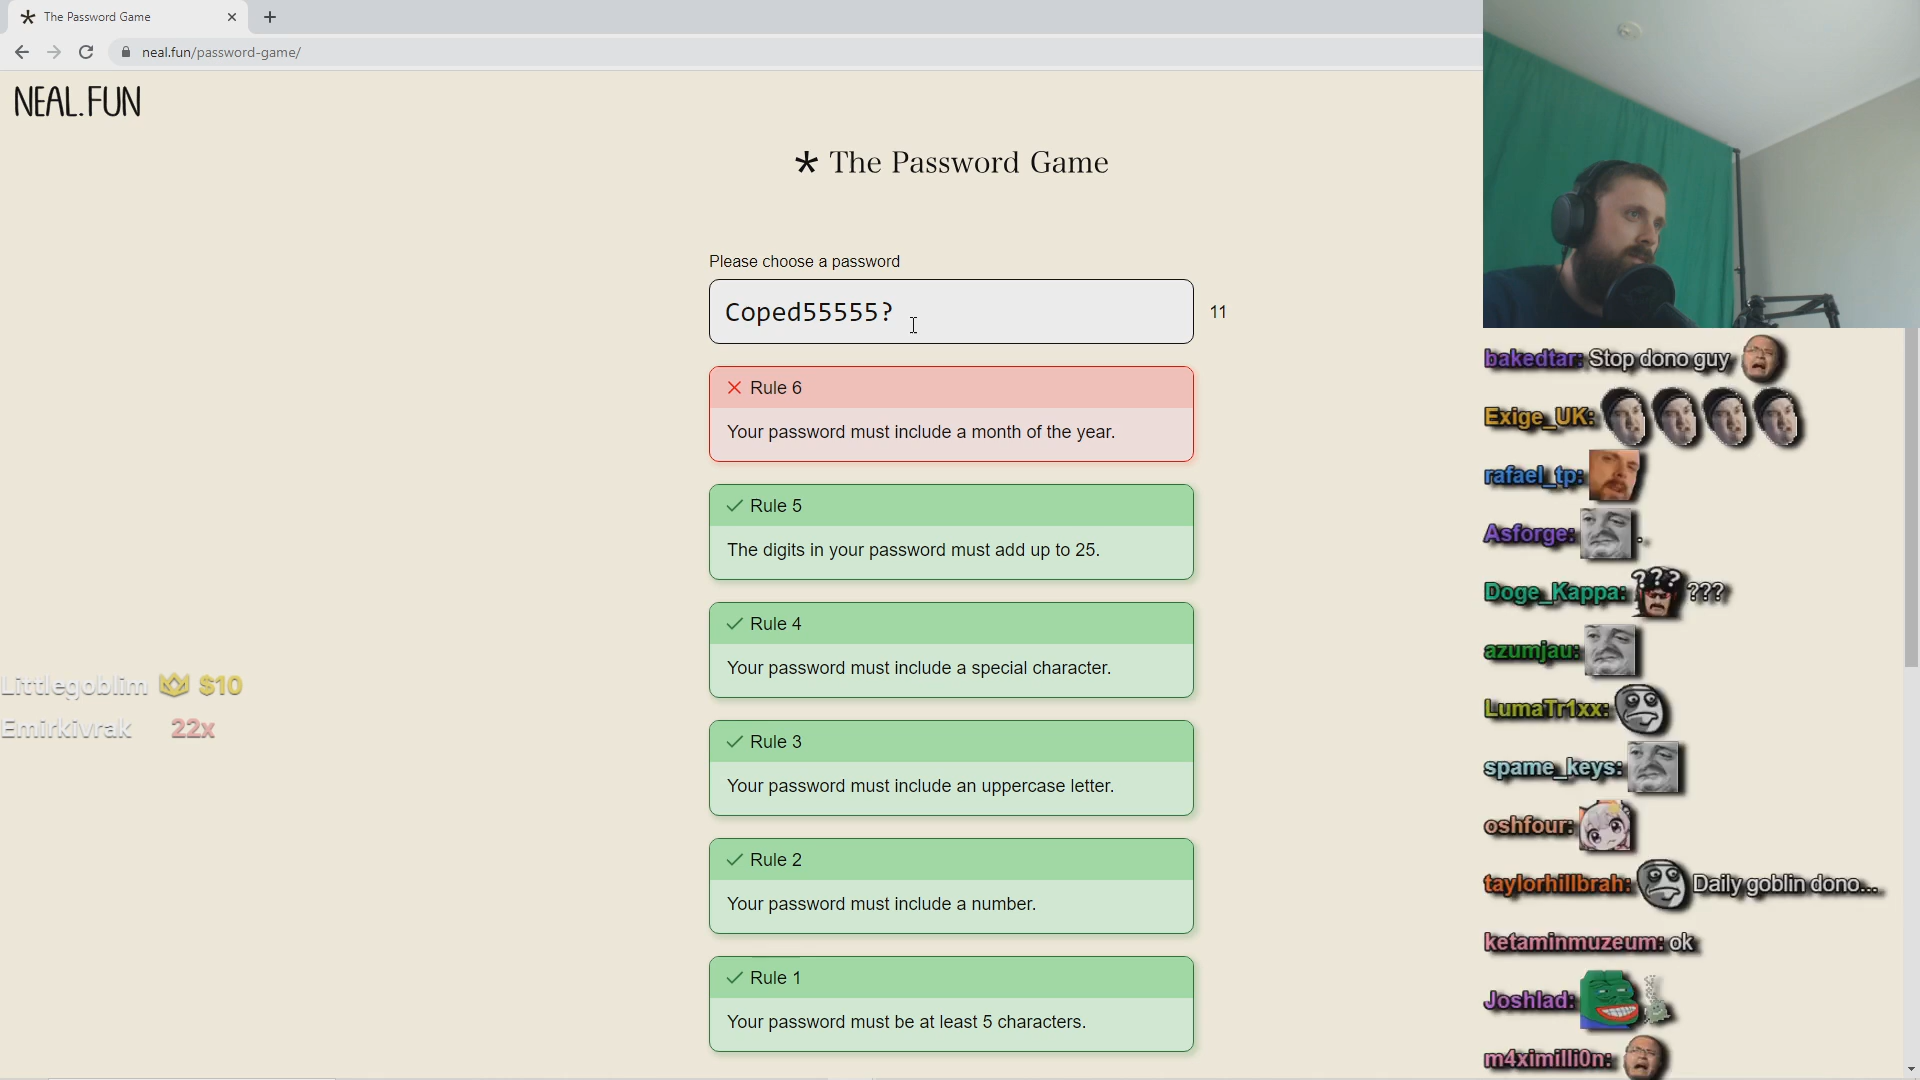 The Password Game
neal.fun/password-game/
NEAL.FUN
* The Password Game
Please choose a password
Coped55555?
11
Rule 6
Your password must include a month of the year.
Rule 5
The digits in your password must add up to 25.
Rule 4
Your password must include a special character.
Rule 3
Your password must include an uppercase letter.
Rule 2
Your password must include a number.
Rule 1
Your password must be at least 5 characters.
Littlegoblim $10
Emirkivrak 22x
bakedtar: Stop dono guy
Exige_UK:
rafael_tp:
Asforge: .
Doge_Kappa: ??? ???
azumjau:
LumaTr1xx:
spame_keys:
oshfour:
taylorhillbrah: Daily goblin dono...
ketaminmuzeum: ok
Joshlad:
m4ximilli0n: